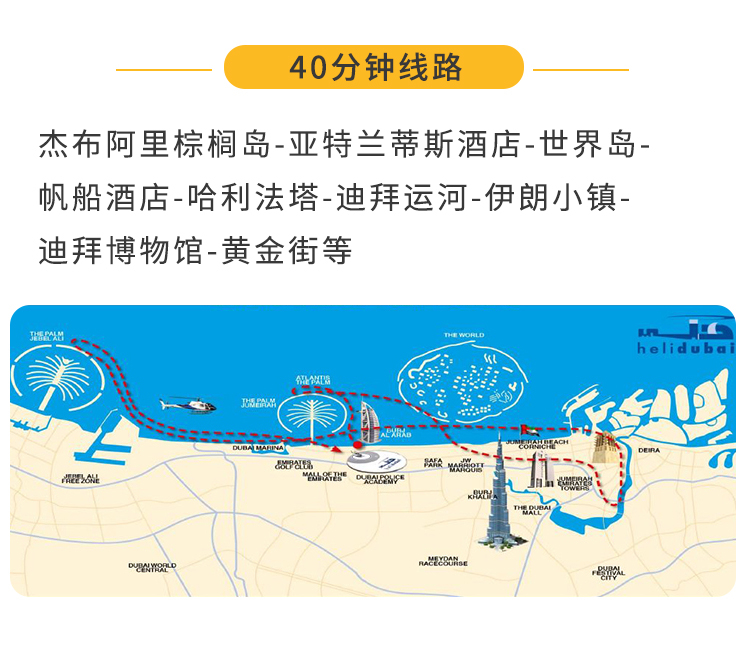 40分钟线路
杰布阿里棕榈岛-亚特兰蒂斯酒店-世界岛-
帆船酒店-哈利法塔-迪拜运河-伊朗小镇-
迪拜博物馆-黄金街等
THE PALM
JEBEL ALI
THE WORLD
helidubai
ATLANTIS
THE PALM
THE PALM
JUMEIRAH
BURJ
AL ARAB
JUMEIRAH BEACH
CORNICHE
DUBAI MARINA
DEIRA
EMIRATES
GOLF CLUB
MALL OF THE
EMIRATES
DUBAI POLICE
ACADEMY
SAFA
PARK
JW
MARRIOTT
MARQUIS
JEBEL ALI
FREE ZONE
JUMEIRAH
EMIRATES
TOWERS
BURJ
KHALIFA
THE DUBAI
MALL
MEYDAN
RACECOURSE
DUBAI WORLD
CENTRAL
DUBAI
FESTIVAL
CITY